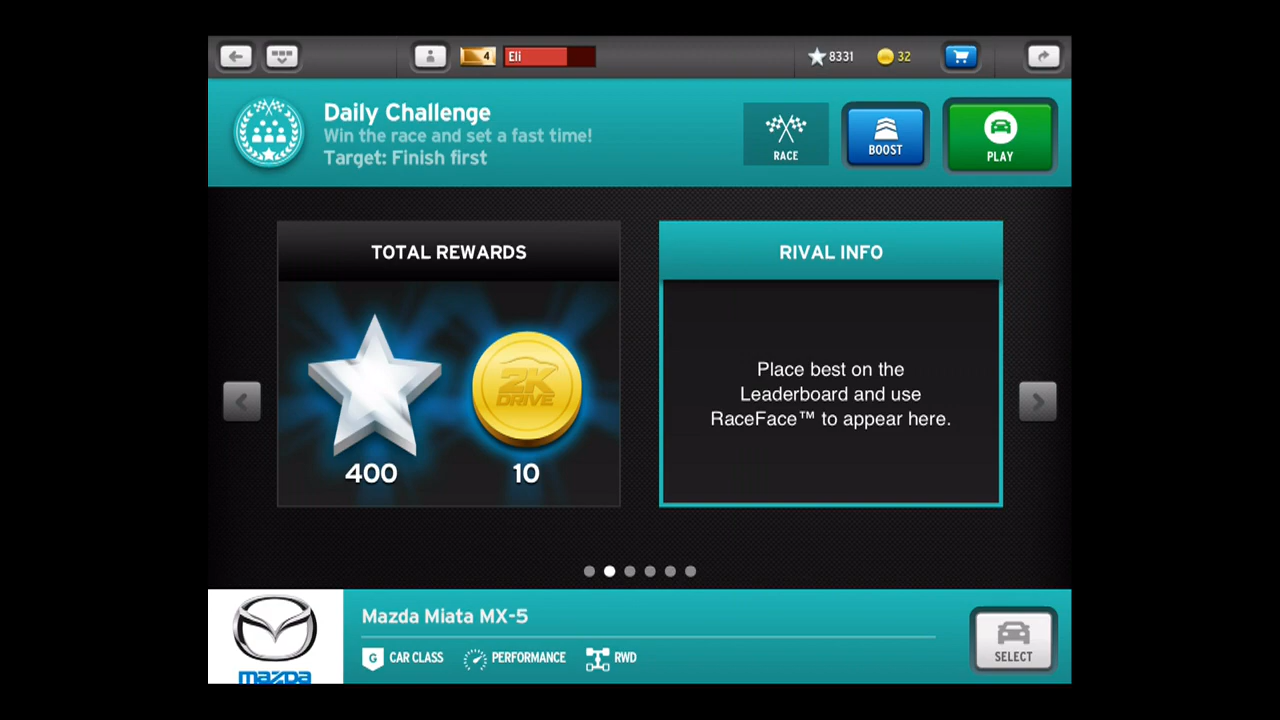 4
Eli
8331
32
Daily Challenge
Win the race and set a fast time!
Target: Finish first
RACE
BOOST
PLAY
TOTAL REWARDS
2K
DRIVE
400
10
RIVAL INFO
Place best on the
Leaderboard and use
RaceFace™ to appear here.
mazda
Mazda Miata MX-5
G CAR CLASS
PERFORMANCE
RWD
SELECT